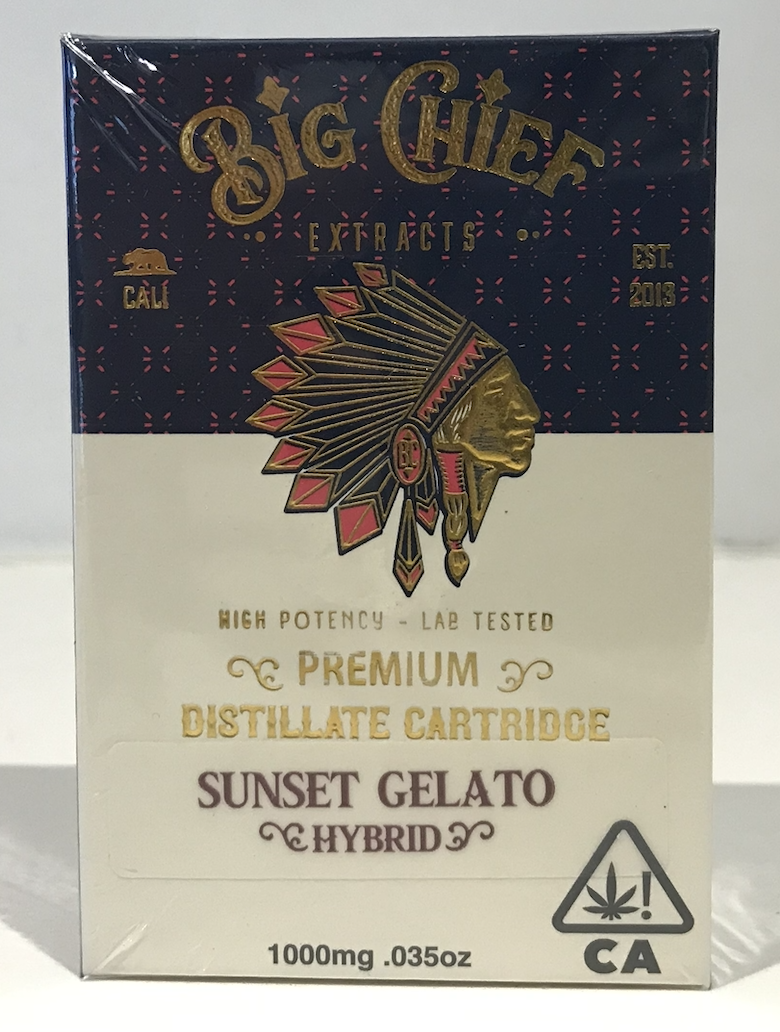 BIG CHIEF
EXTRACTS
CALI
EST.
2013
BC
HIGH POTENCY - LAB TESTED
PREMIUM
DISTILLATE CARTRIDGE
SUNSET GELATO
HYBRID
1000mg .035oz
!
CA